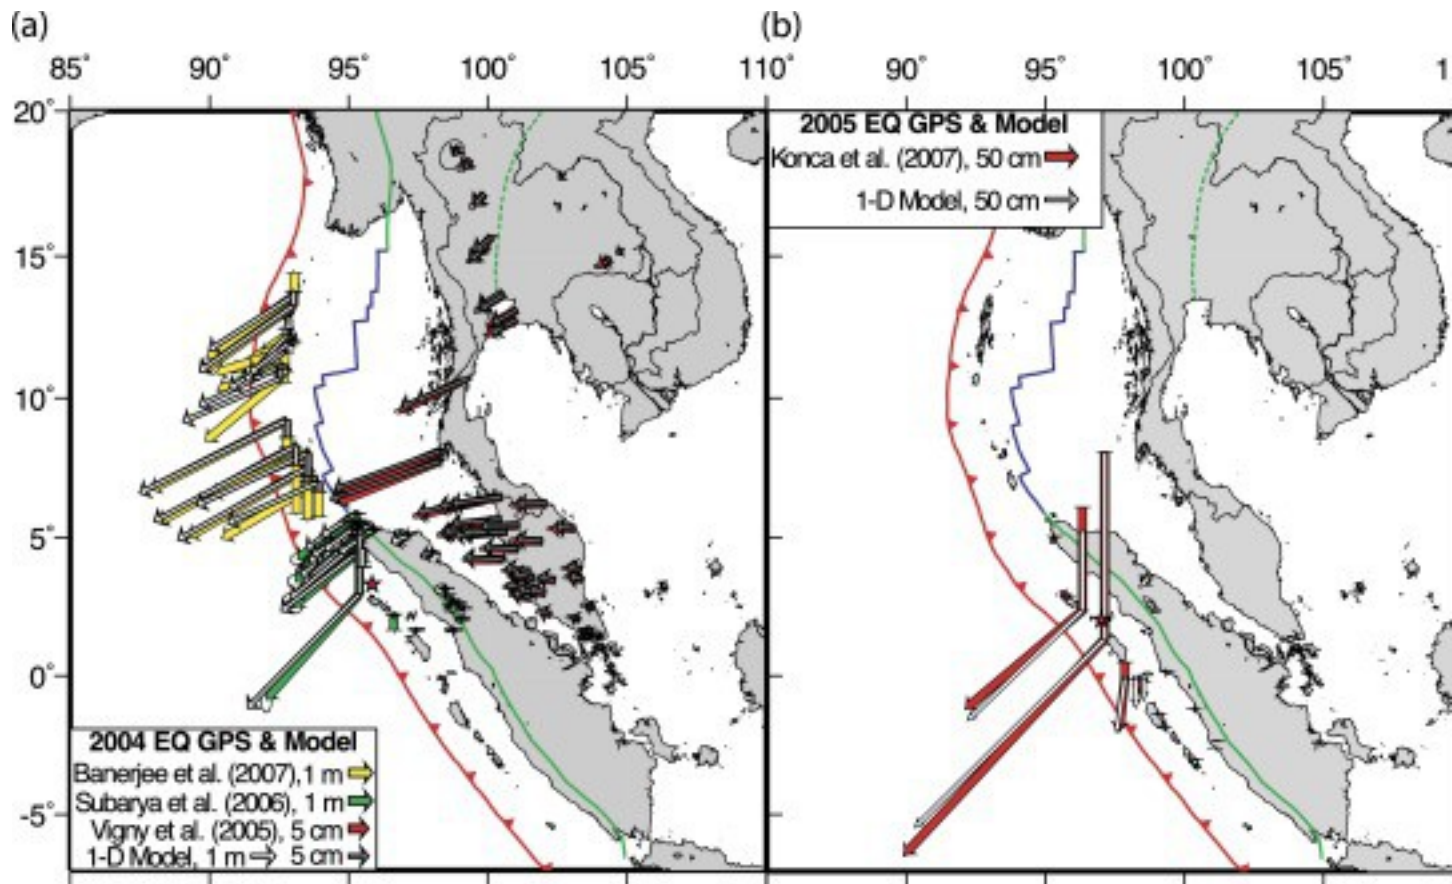 (a)
(b)
85° 90° 95° 100° 105° 110° 90° 95° 100° 105° 1
20°
15°
10°
5°
0°
-5°
2004 EQ GPS & Model
Banerjee et al. (2007), 1 m
Subarya et al. (2006), 1 m
Vigny et al. (2005), 5 cm
1-D Model, 1 m 5 cm
2005 EQ GPS & Model
Konca et al. (2007), 50 cm
1-D Model, 50 cm